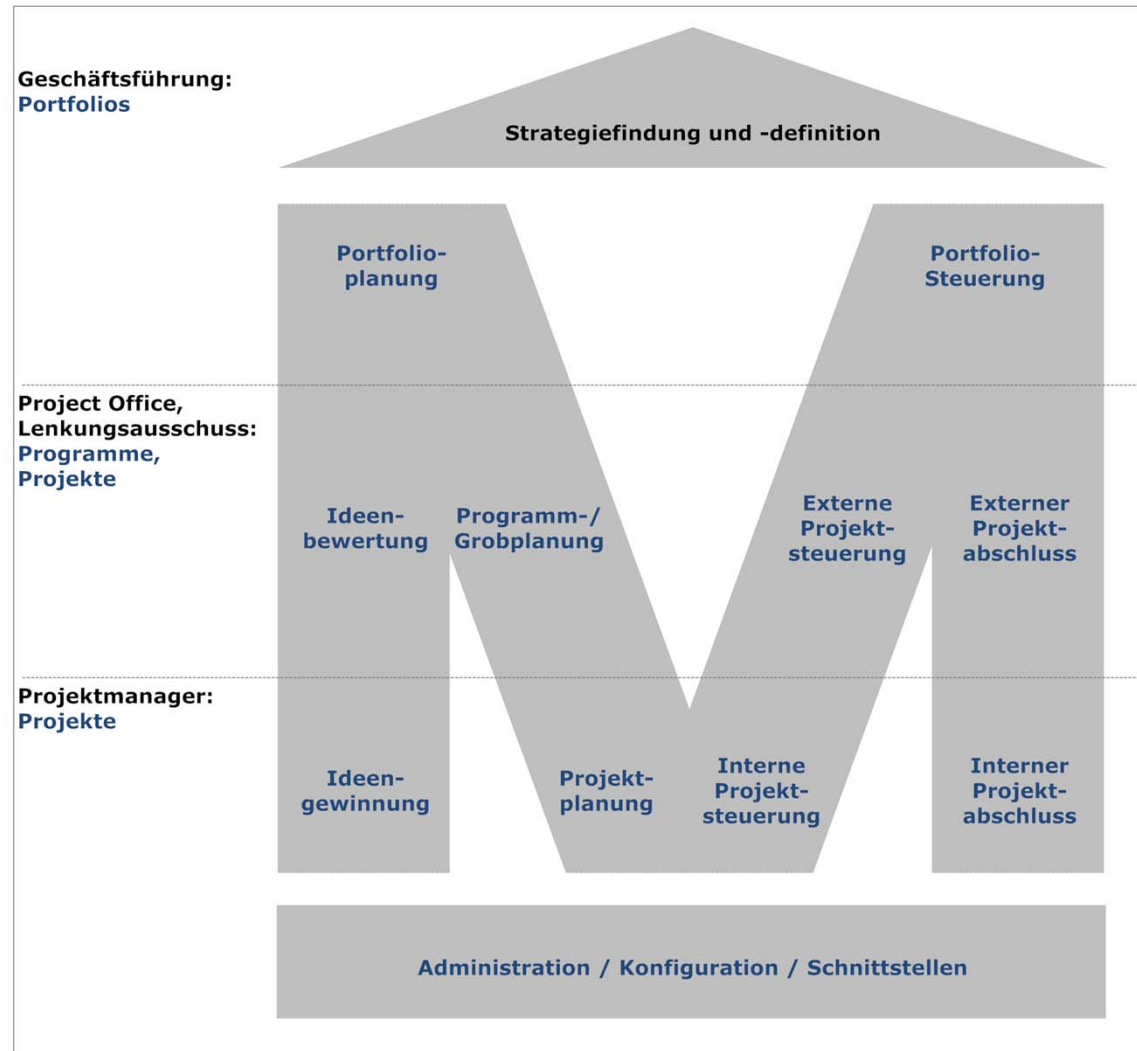 Geschäftsführung:
Portfolios
Strategiefindung und -definition
Portfolio-
planung
Portfolio-
Steuerung
Project Office,
Lenkungsausschuss:
Programme,
Projekte
Ideen-
bewertung
Programm-/
Grobplanung
Externe
Projekt-
steuerung
Externer
Projekt-
abschluss
Projektmanager:
Projekte
Ideen-
gewinnung
Projekt-
planung
Interne
Projekt-
steuerung
Interner
Projekt-
abschluss
Administration / Konfiguration / Schnittstellen